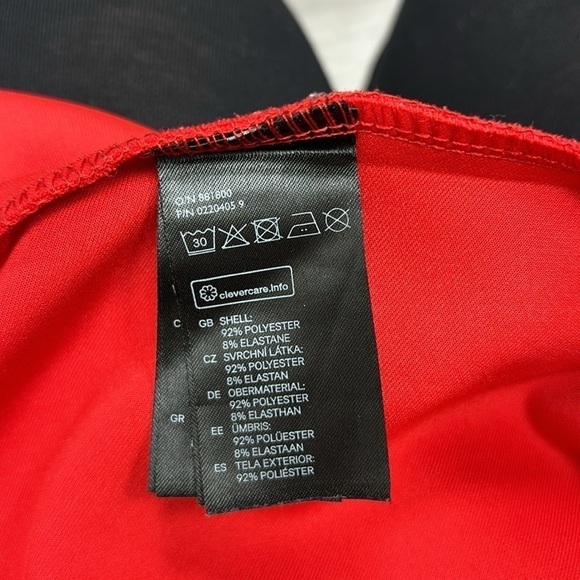 O/N 881800
P/N 0220405 9
30
clevercare.info
C
GB SHELL:
92% POLYESTER
8% ELASTANE
CZ SVRCHNÍ LÁTKA:
92% POLYESTER
8% ELASTAN
DE OBERMATERIAL:
92% POLYESTER
8% ELASTHAN
GR
EE ÜMBRIS:
92% POLÜESTER
8% ELASTAAN
ES TELA EXTERIOR:
92% POLIÉSTER